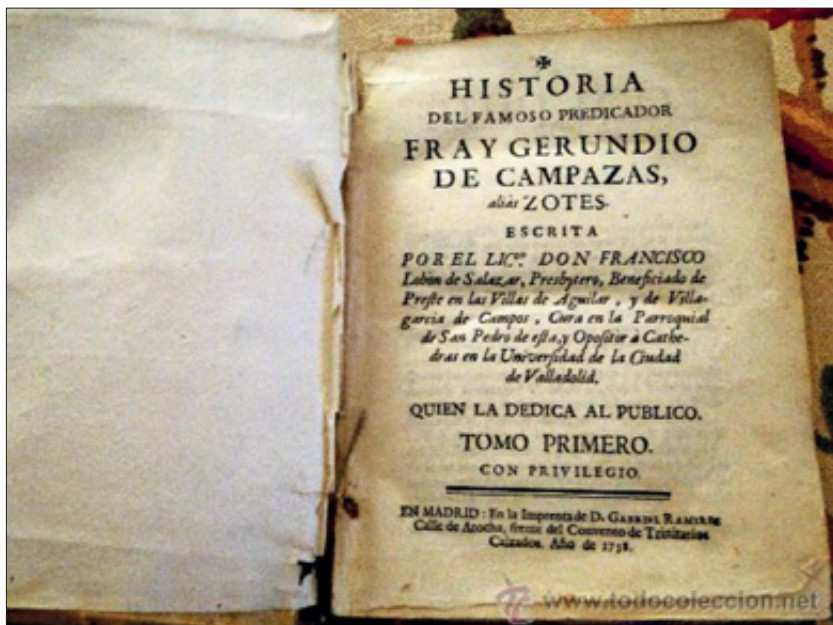 ✠
HISTORIA
DEL FAMOSO PREDICADOR
FRAY GERUNDIO
DE CAMPAZAS,
aliàs ZOTES.
ESCRITA
POR EL LICdo. DON FRANCISCO
Lobòn de Salazar, Presbytero, Beneficiado de
Preste en las Villas de Aguilar, y de Villa-
garcia de Campos, Cura en la Parroquial
de San Pedro de esta, y Opositòr à Cathe-
dras en la Universidad de la Ciudad
de Valladolid.
QUIEN LA DEDICA AL PUBLICO.
TOMO PRIMERO.
CON PRIVILEGIO.
EN MADRID: En la Imprenta de D. GABRIEL RAMIREZ
Calle de Atocha, frente del Convento de Trinitarios
Calzados. Año de 1758.
www.todocoleccion.net